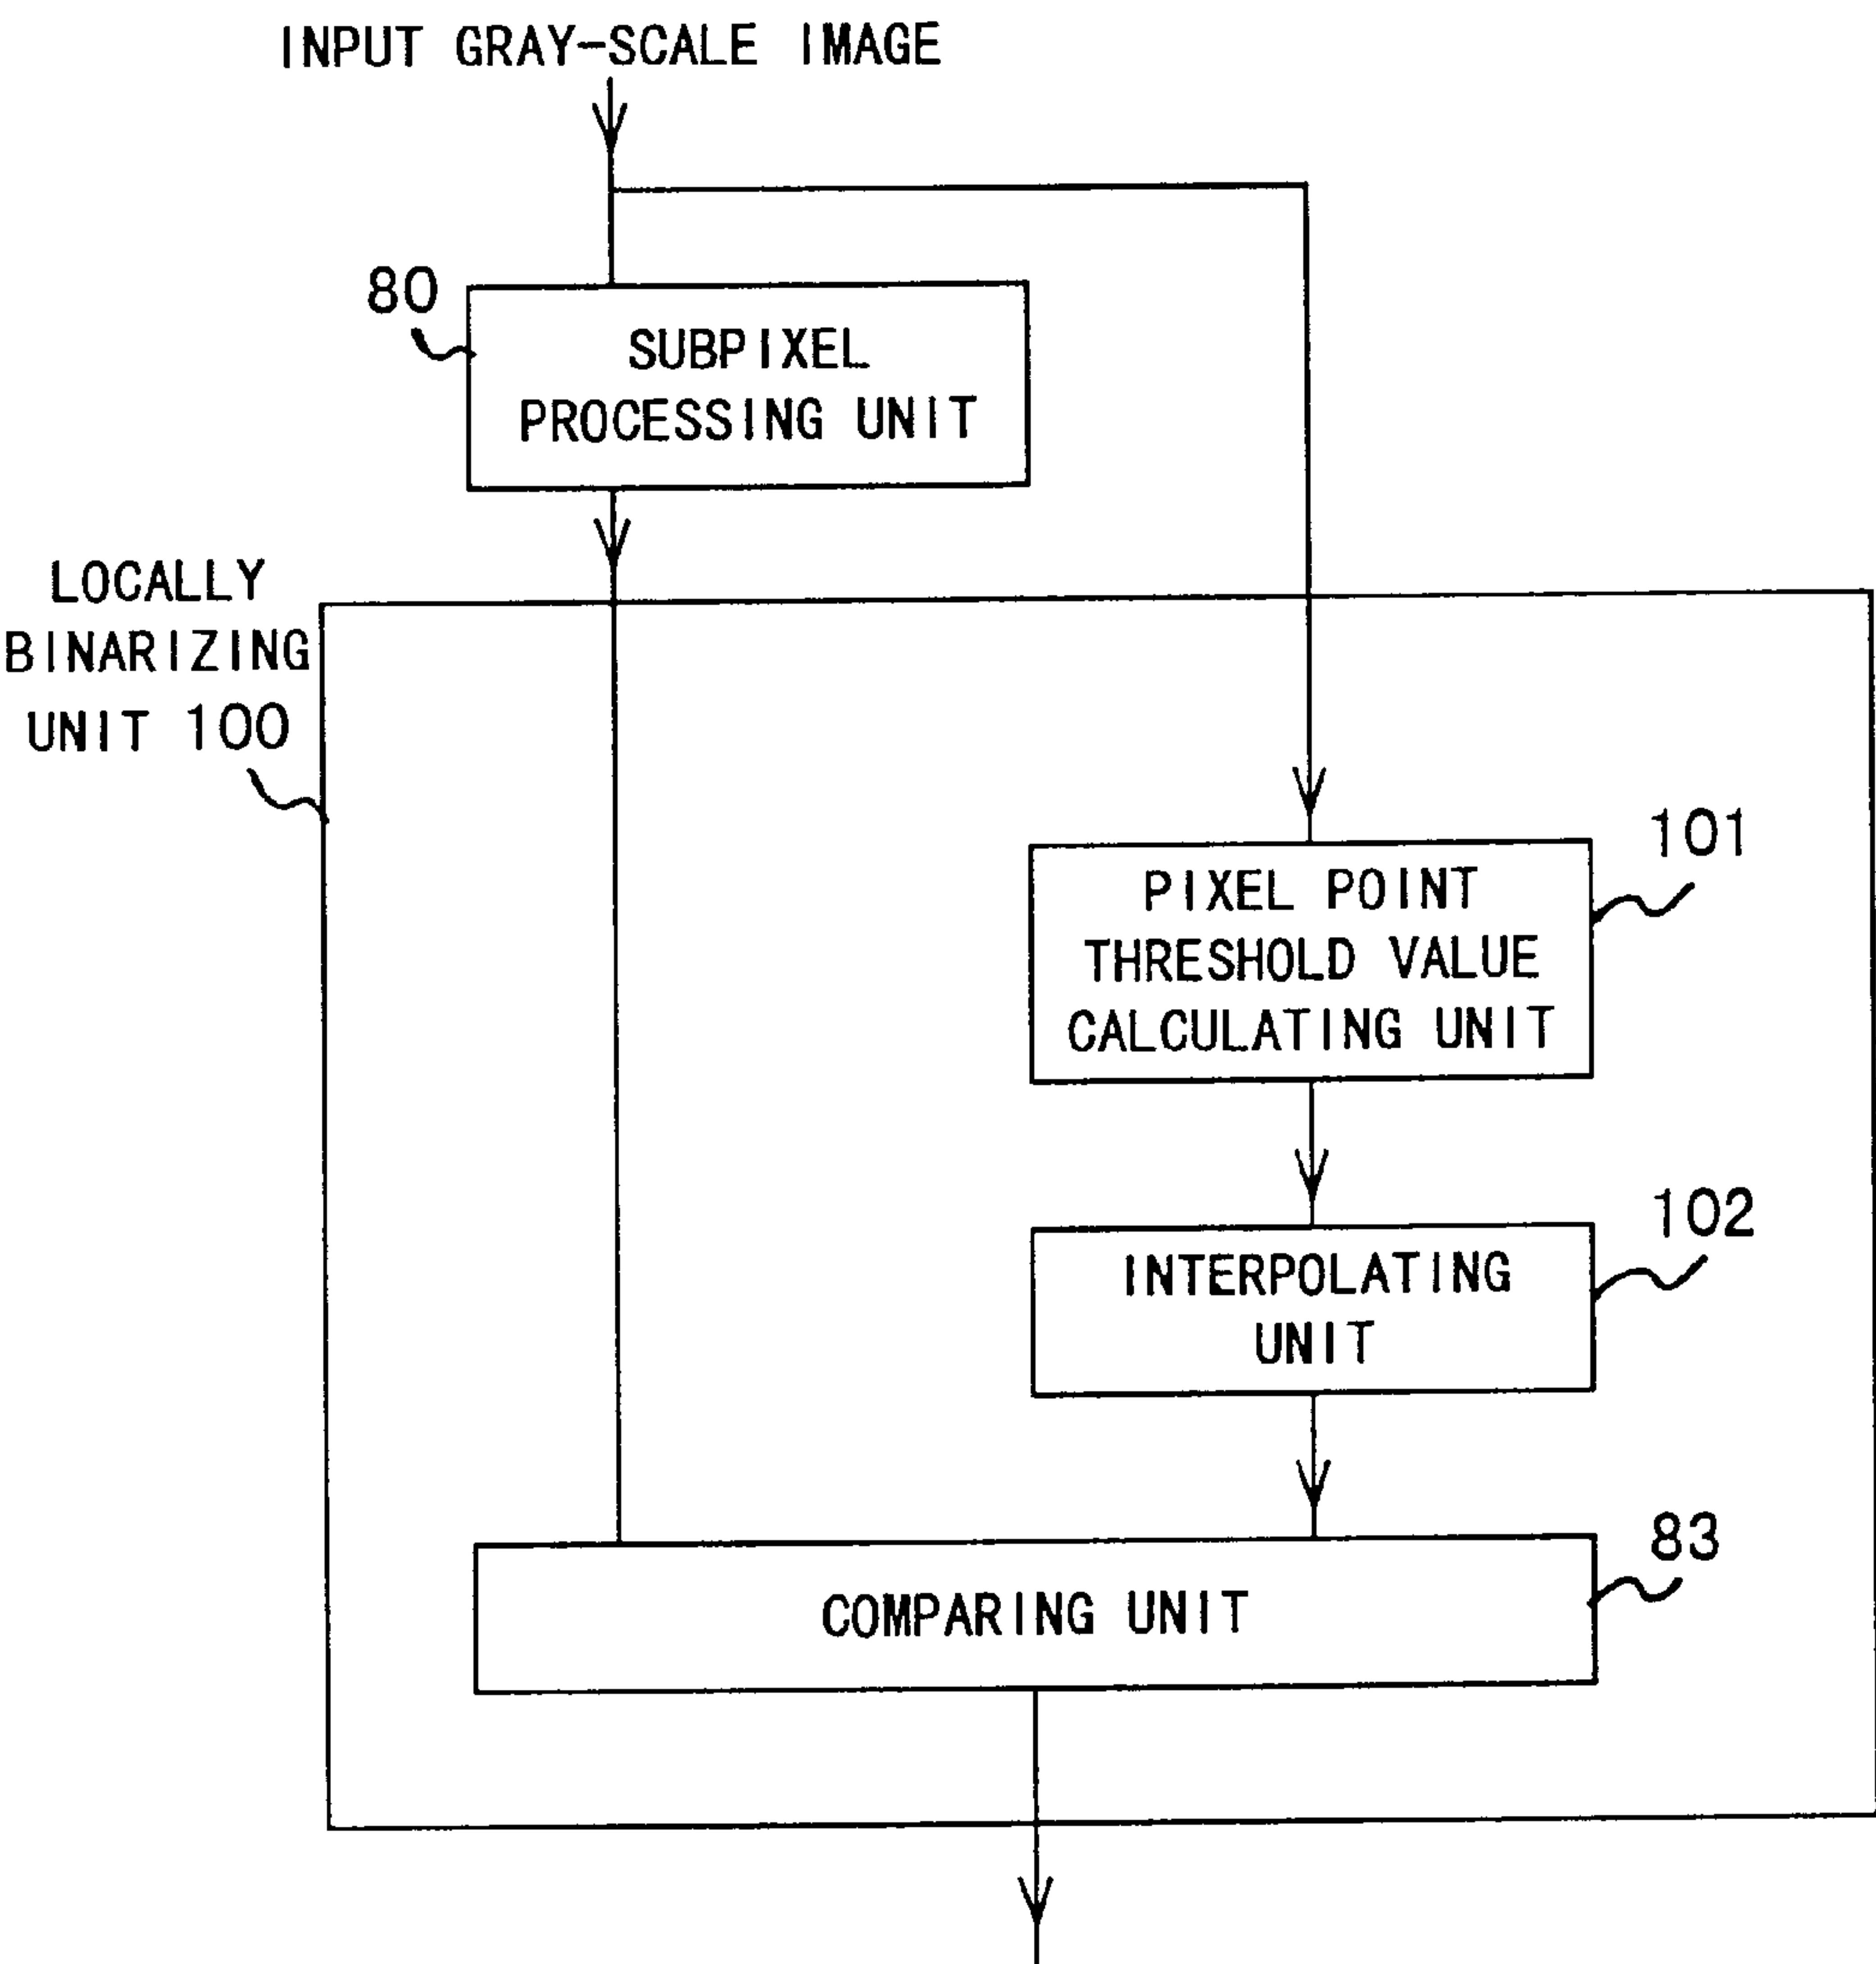 INPUT GRAY-SCALE IMAGE
80
SUBPIXEL
PROCESSING UNIT
LOCALLY
BINARIZING
UNIT 100
101
PIXEL POINT
THRESHOLD VALUE
CALCULATING UNIT
102
INTERPOLATING
UNIT
83
COMPARING UNIT